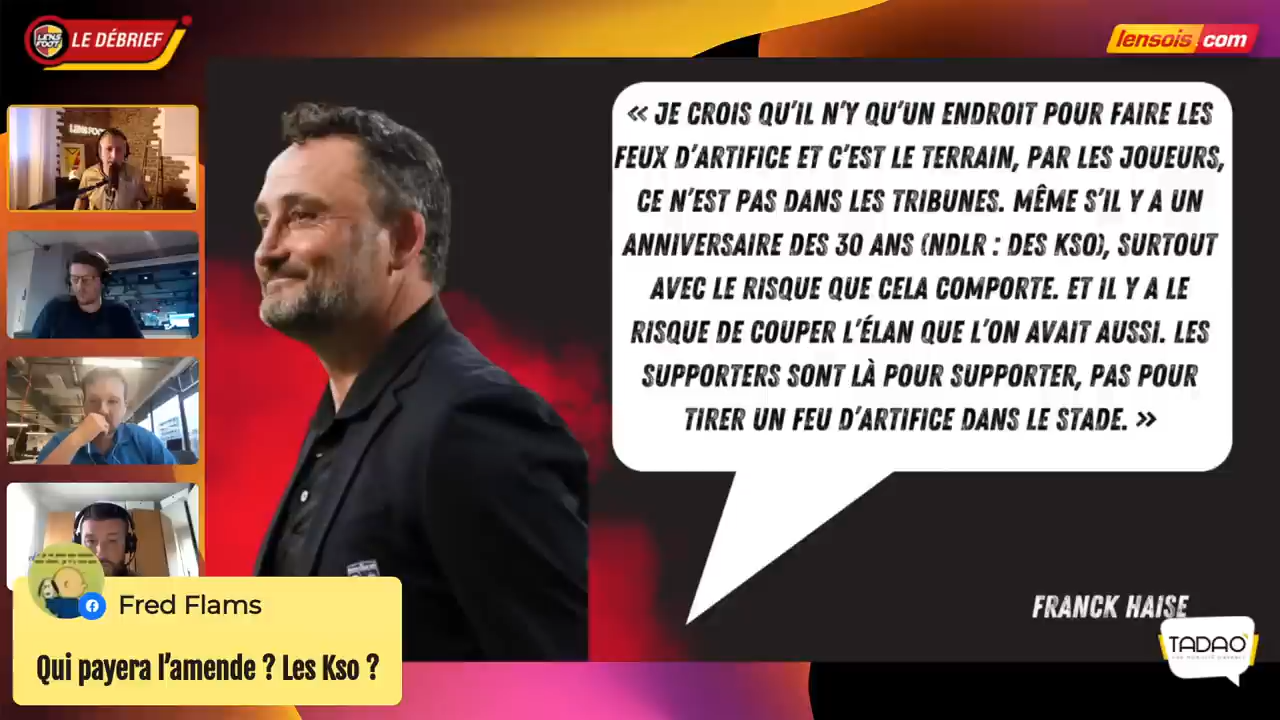 LENS
FOOT
LE DÉBRIEF
lensois.com
« JE CROIS QU'IL N'Y QU'UN ENDROIT POUR FAIRE LES
FEUX D'ARTIFICE ET C'EST LE TERRAIN, PAR LES JOUEURS,
CE N'EST PAS DANS LES TRIBUNES. MÊME S'IL Y A UN
ANNIVERSAIRE DES 30 ANS (NDLR : DES KSO), SURTOUT
AVEC LE RISQUE QUE CELA COMPORTE. ET IL Y A LE
RISQUE DE COUPER L'ÉLAN QUE L'ON AVAIT AUSSI. LES
SUPPORTERS SONT LÀ POUR SUPPORTER, PAS POUR
TIRER UN FEU D'ARTIFICE DANS LE STADE. »
FRANCK HAISE
TADAO
Fred Flams
Qui payera l'amende ? Les Kso ?